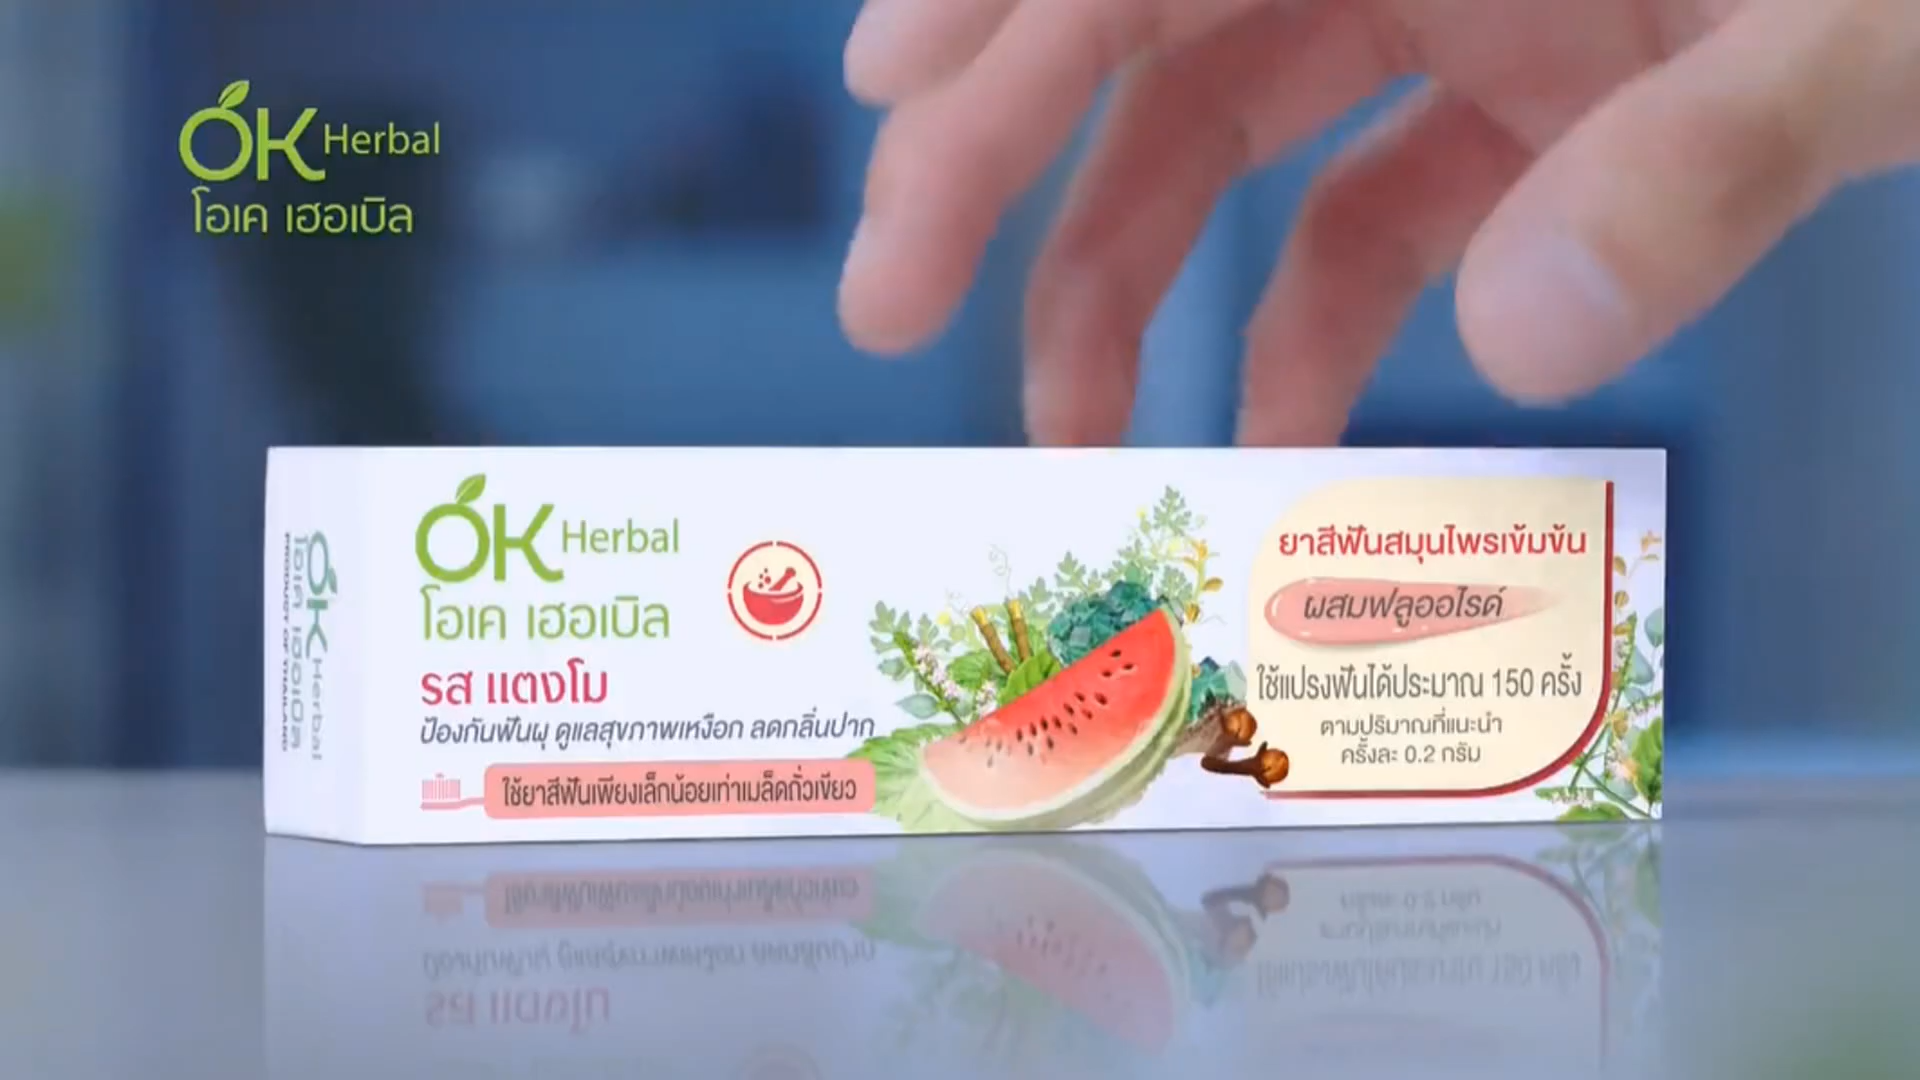 OK Herbal
โอเค เฮอเบิล
OK Herbal
โอเค เฮอเบิล
รส แตงโม
ป้องกันฟันผุ ดูแลสุขภาพเหงือก ลดกลิ่นปาก
ใช้ยาสีฟันเพียงเล็กน้อยเท่าเมล็ดถั่วเขียว
ยาสีฟันสมุนไพรเข้มข้น
ผสมฟลูออไรด์
ใช้แปรงฟันได้ประมาณ 150 ครั้ง
ตามปริมาณที่แนะนำ
ครั้งละ 0.2 กรัม
OK Herbal
โอเค เฮอเบิล
PRODUCT OF THAILAND